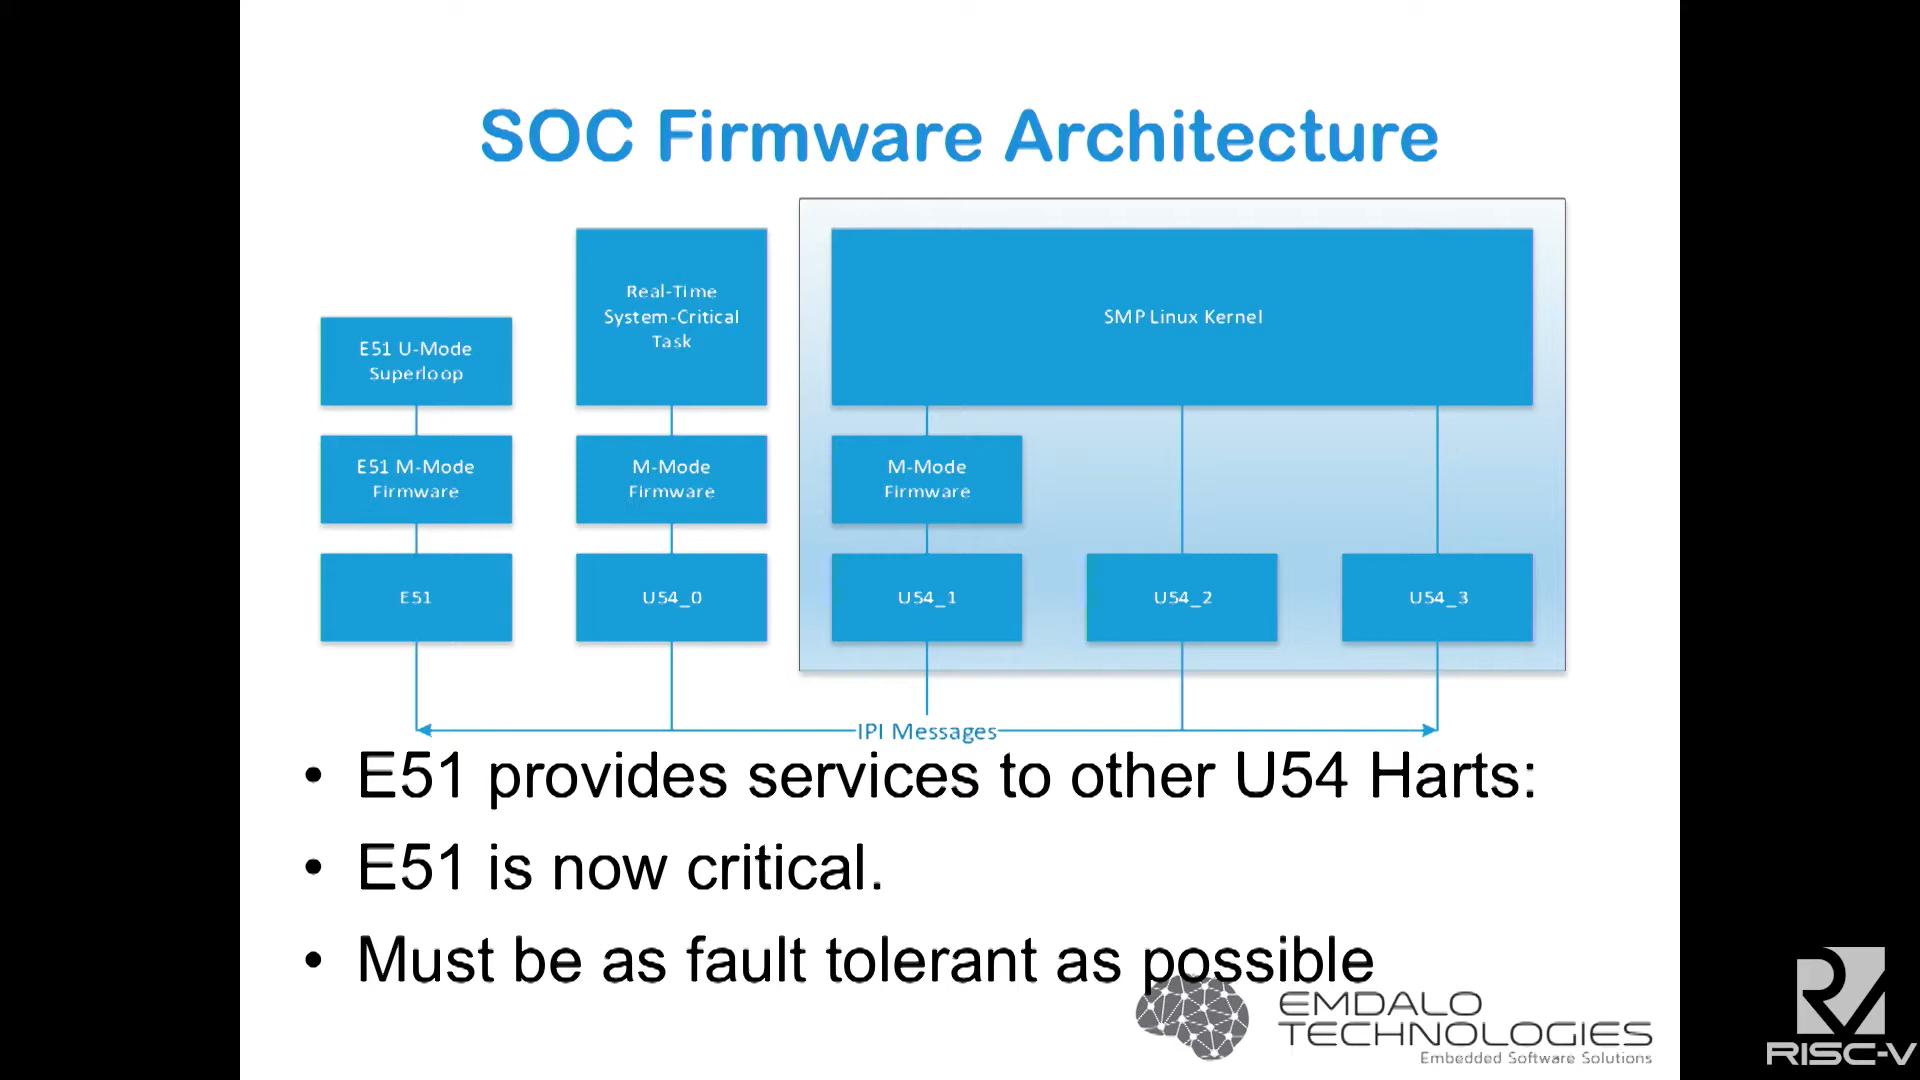 SOC Firmware Architecture
Real-Time
System-Critical
Task
SMP Linux Kernel
E51 U-Mode
Superloop
E51 M-Mode
Firmware
M-Mode
Firmware
M-Mode
Firmware
E51
U54_0
U54_1
U54_2
U54_3
IPI Messages
• E51 provides services to other U54 Harts:
• E51 is now critical.
• Must be as fault tolerant as possible
EMDALO
TECHNOLOGIES
Embedded Software Solutions
RISC-V